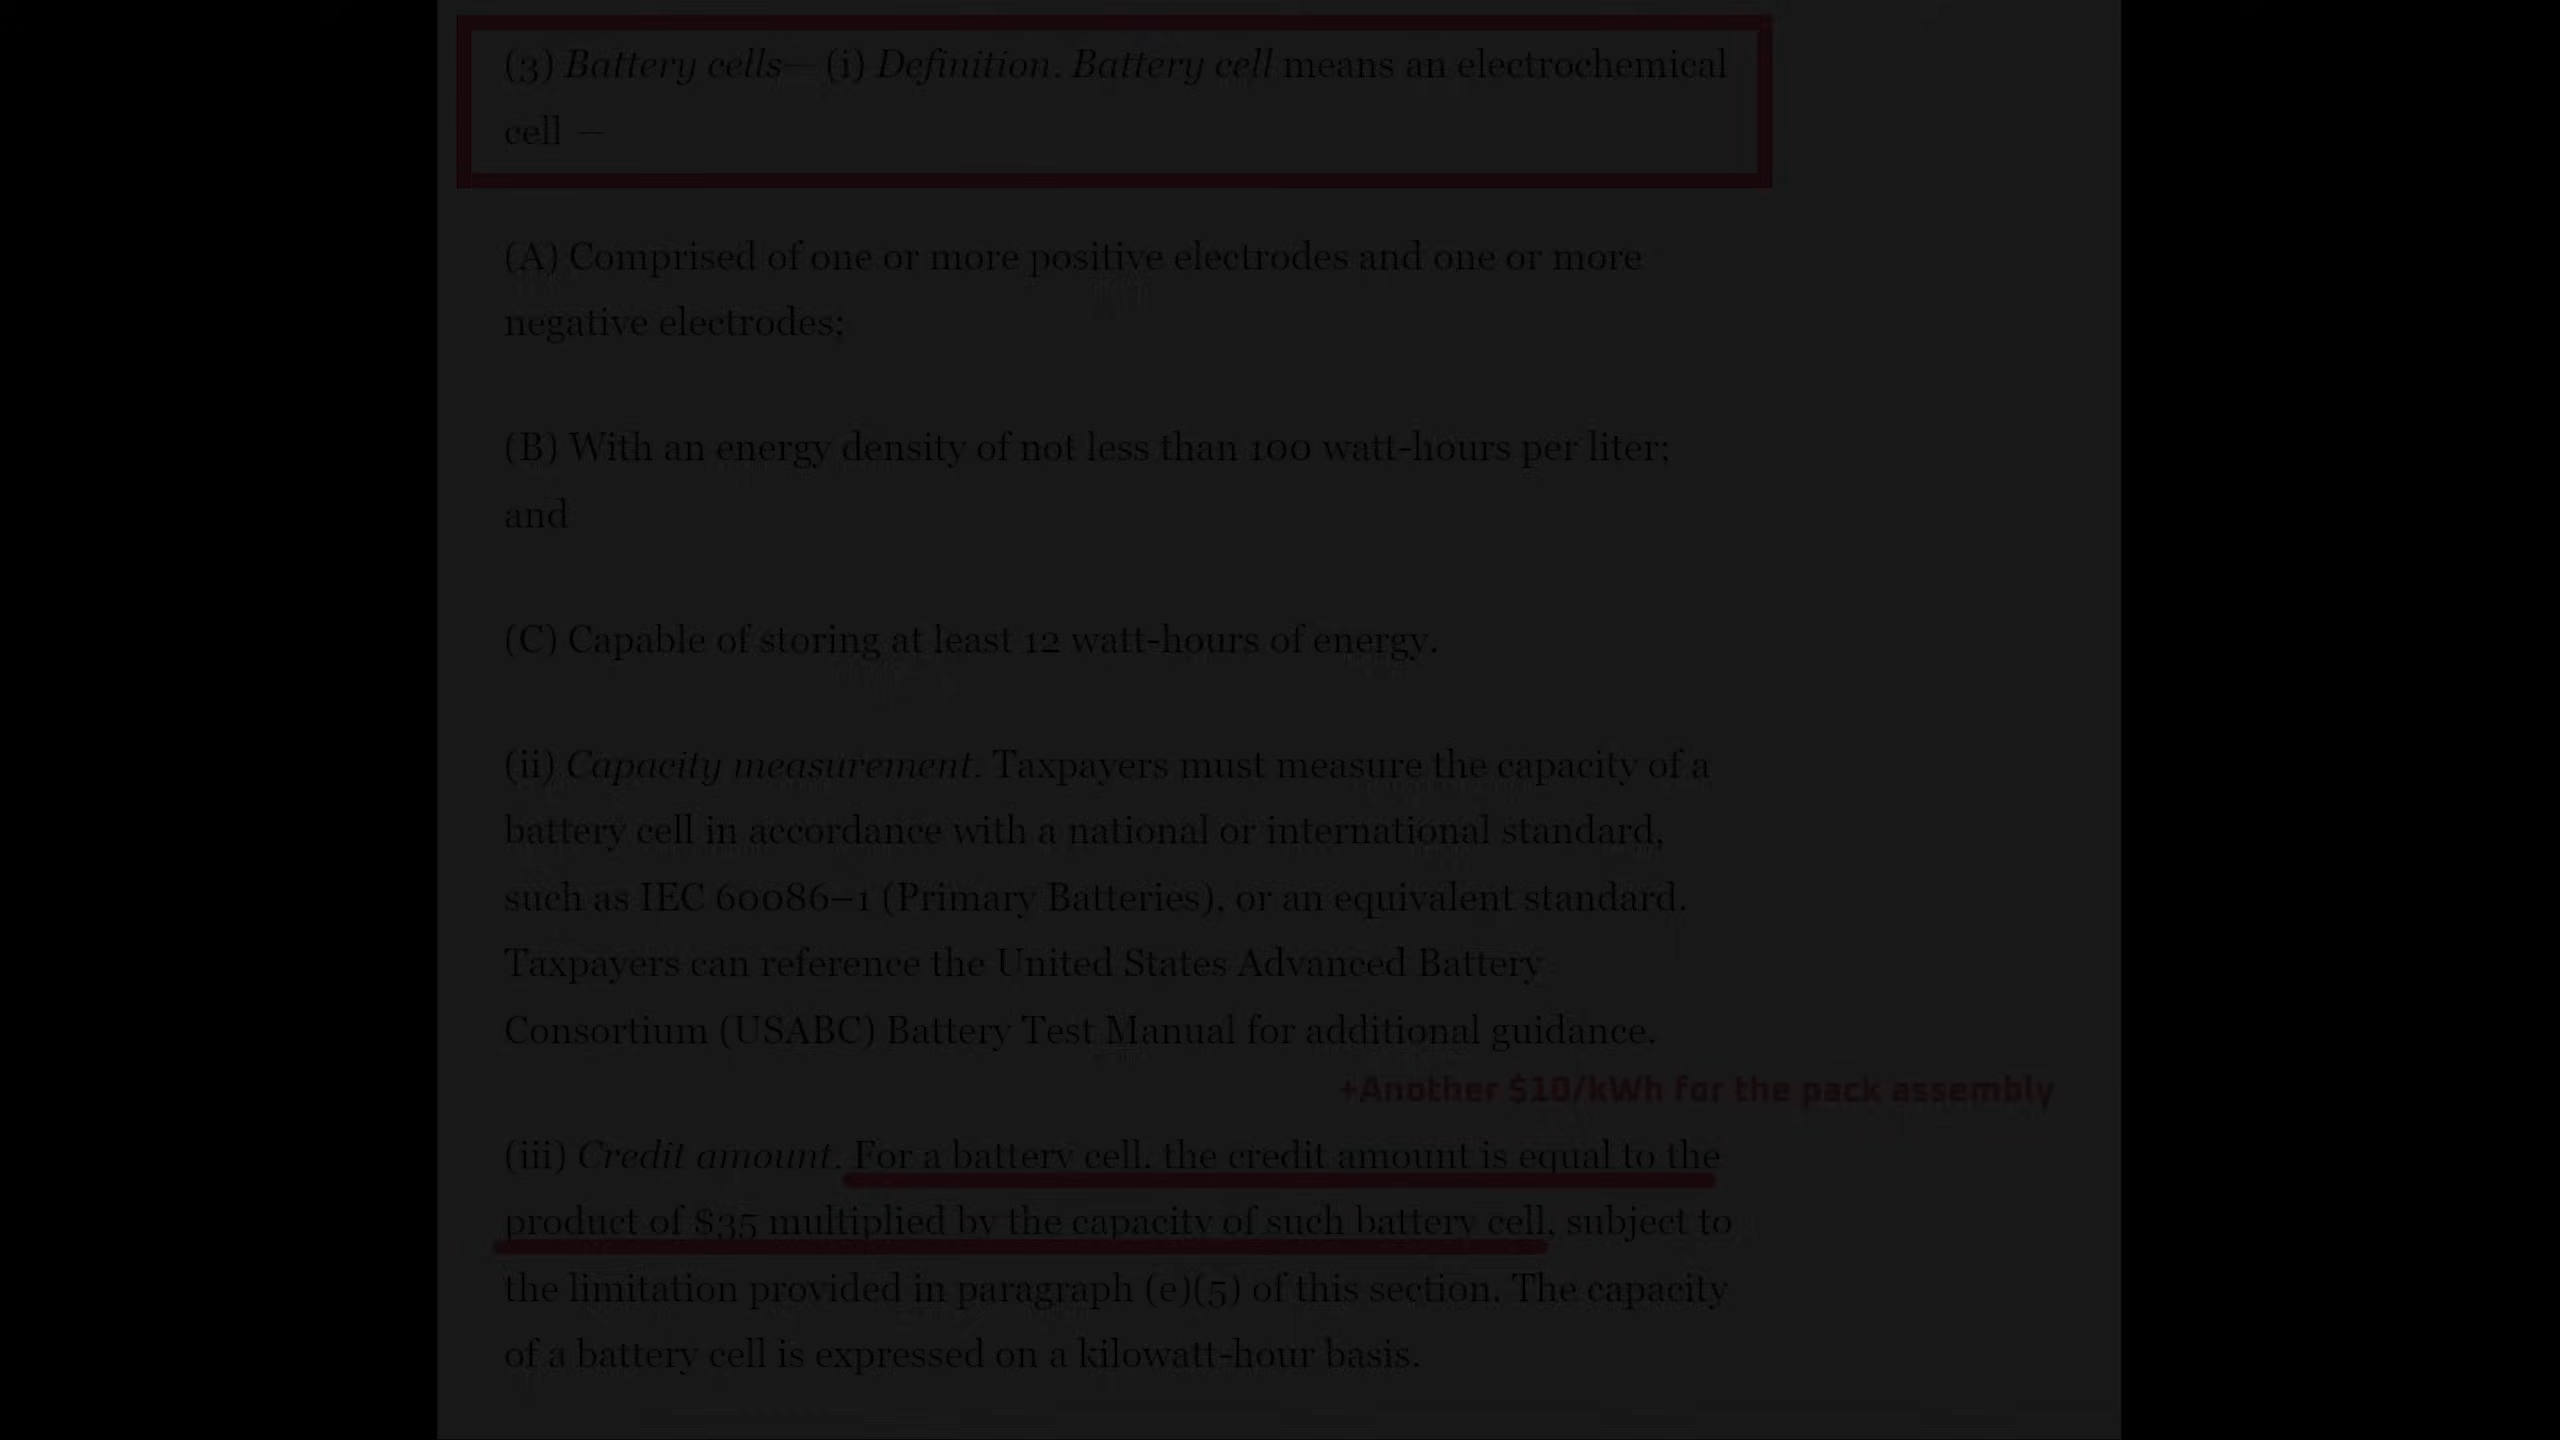 (3) Battery cells— (i) Definition. Battery cell means an electrochemical
cell —
(A) Comprised of one or more positive electrodes and one or more
negative electrodes;
(B) With an energy density of not less than 100 watt-hours per liter;
and
(C) Capable of storing at least 12 watt-hours of energy.
(ii) Capacity measurement. Taxpayers must measure the capacity of a
battery cell in accordance with a national or international standard,
such as IEC 60086–1 (Primary Batteries), or an equivalent standard.
Taxpayers can reference the United States Advanced Battery
Consortium (USABC) Battery Test Manual for additional guidance.
+Another $10/kWh for the pack assembly
(iii) Credit amount. For a battery cell, the credit amount is equal to the
product of $35 multiplied by the capacity of such battery cell, subject to
the limitation provided in paragraph (e)(5) of this section. The capacity
of a battery cell is expressed on a kilowatt-hour basis.